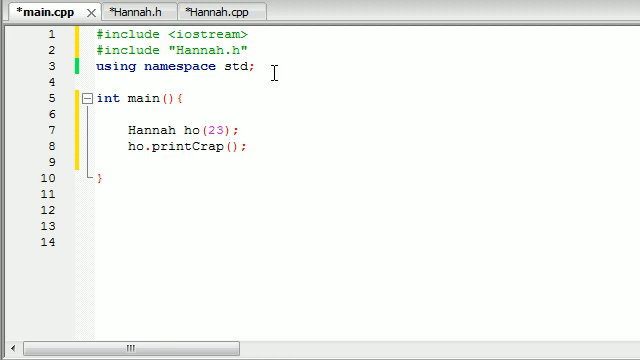 *main.cpp *Hannah.h *Hannah.cpp
1 #include <iostream>
2 #include "Hannah.h"
3 using namespace std;
4
5 int main(){
6
7 Hannah ho(23);
8 ho.printCrap();
9
10 }
11
12
13
14